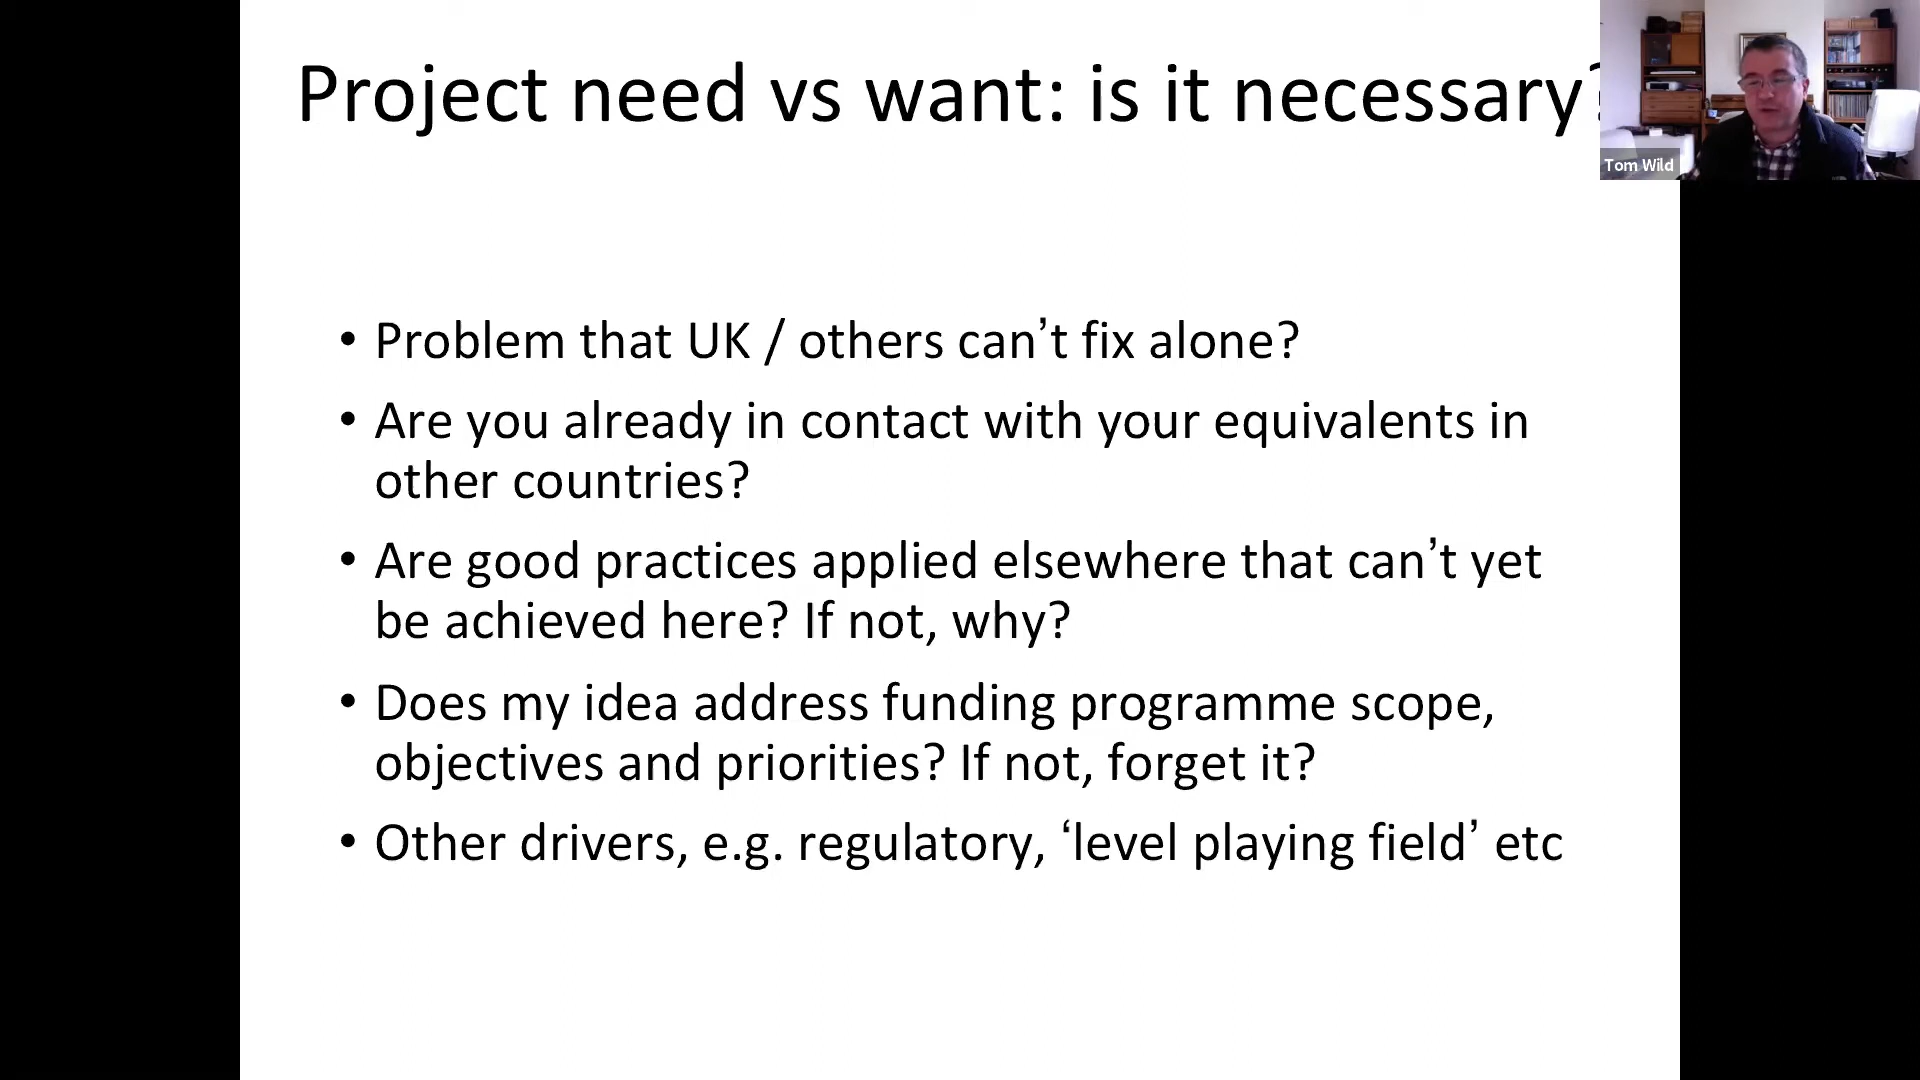 Project need vs want: is it necessary?
Tom Wild
• Problem that UK / others can’t fix alone?
• Are you already in contact with your equivalents in
other countries?
• Are good practices applied elsewhere that can’t yet
be achieved here? If not, why?
• Does my idea address funding programme scope,
objectives and priorities? If not, forget it?
• Other drivers, e.g. regulatory, ‘level playing field’ etc